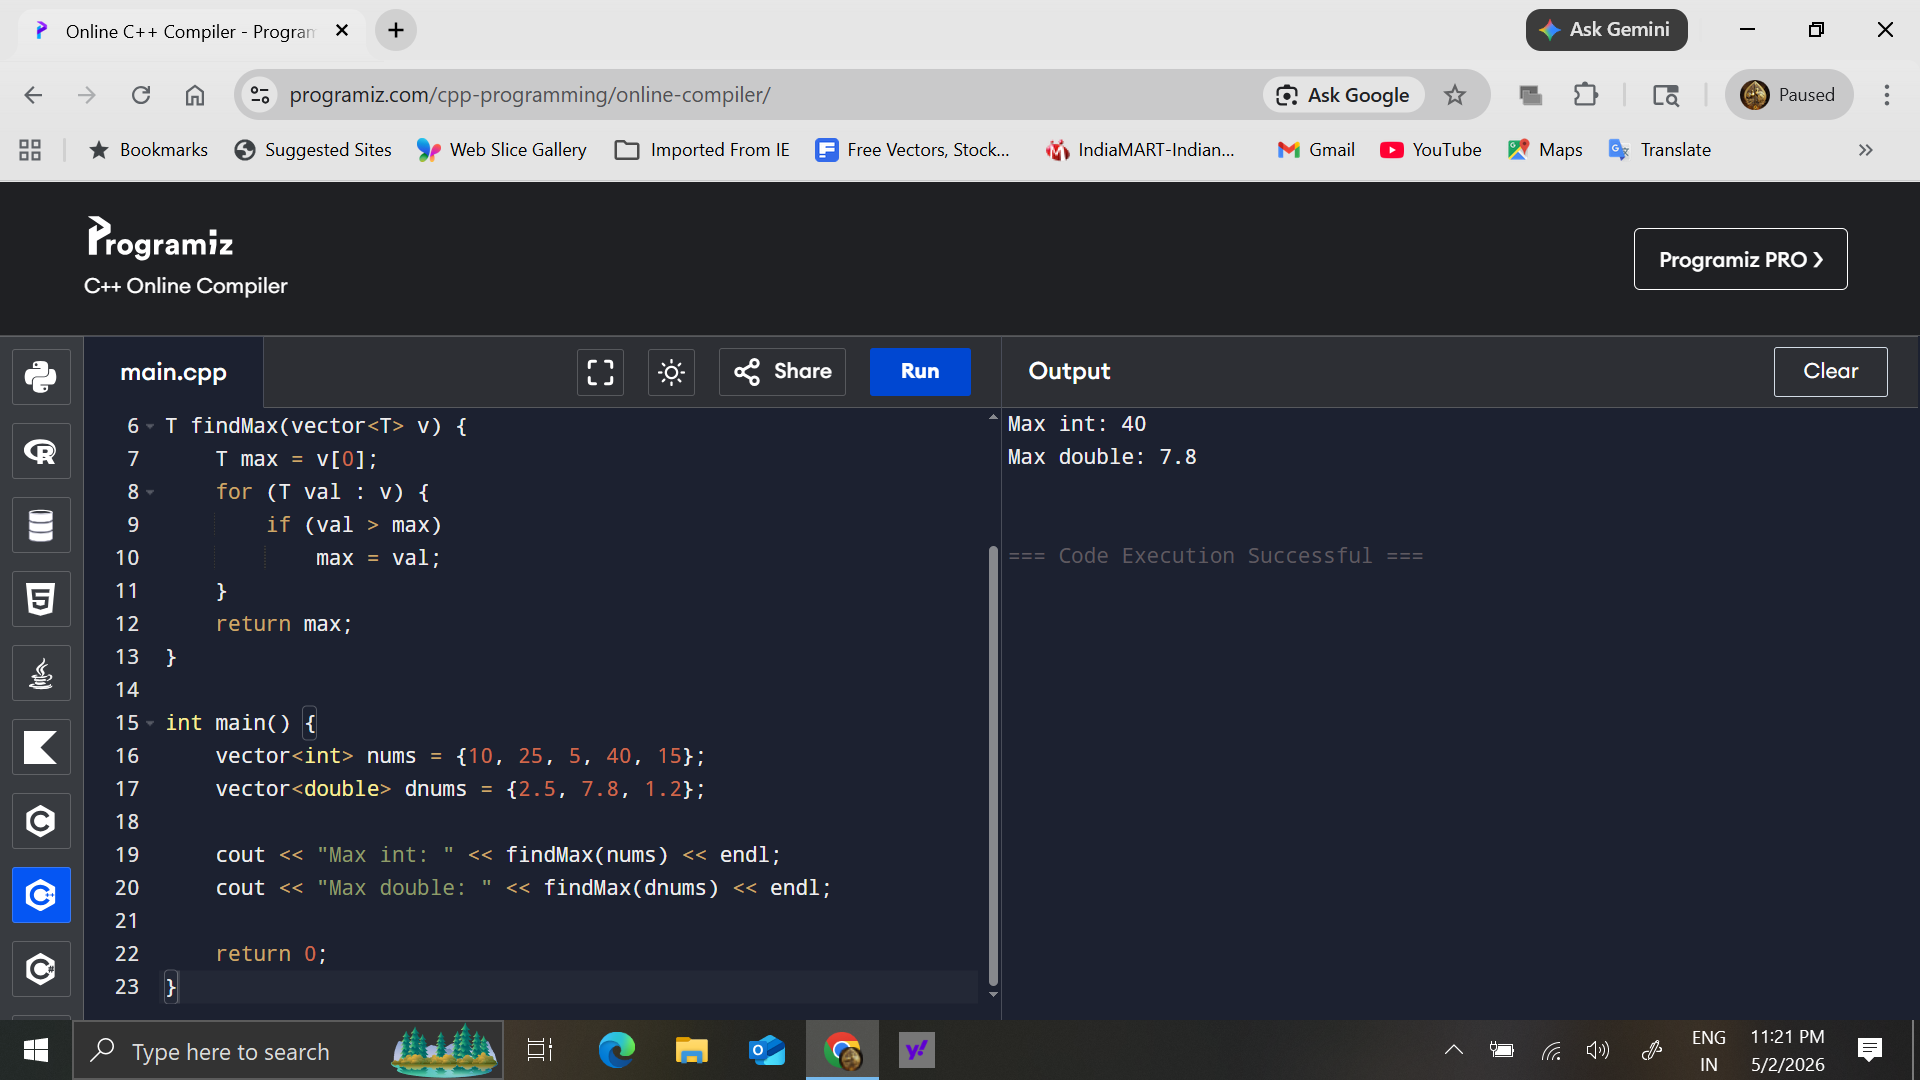 Online C++ Compiler - Program
Ask Gemini
programiz.com/cpp-programming/online-compiler/
Ask Google
Paused
Bookmarks
Suggested Sites
Web Slice Gallery
Imported From IE
Free Vectors, Stock...
IndiaMART-Indian...
Gmail
YouTube
Maps
Translate
Programiz
C++ Online Compiler
Programiz PRO ❯
main.cpp
Share
Run
Output
Clear
6 T findMax(vector<T> v) {
7     T max = v[0];
8     for (T val : v) {
9         if (val > max)
10             max = val;
11     }
12     return max;
13 }
14
15 int main() {
16     vector<int> nums = {10, 25, 5, 40, 15};
17     vector<double> dnums = {2.5, 7.8, 1.2};
18
19     cout << "Max int: " << findMax(nums) << endl;
20     cout << "Max double: " << findMax(dnums) << endl;
21
22     return 0;
23 }
Max int: 40
Max double: 7.8
=== Code Execution Successful ===
Type here to search
ENG
IN
11:21 PM
5/2/2026